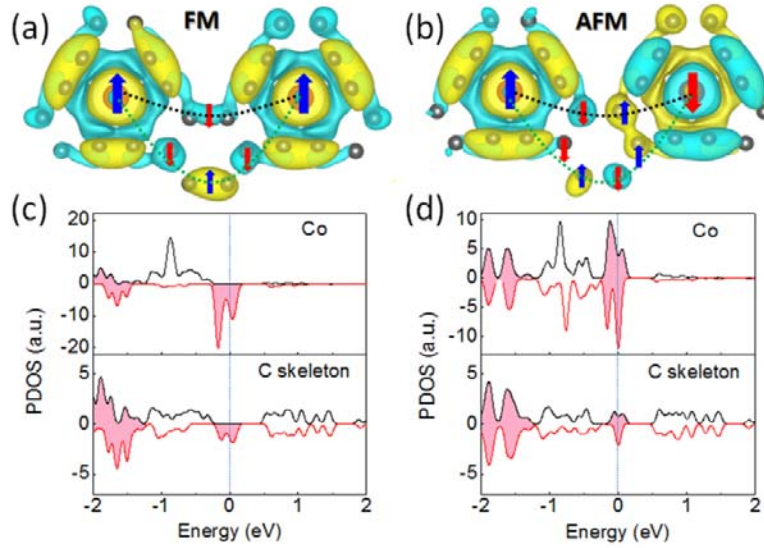 (a) FM
(b) AFM
(c)
20
10
0
-10
-20
Co
5
0
-5
C skeleton
PDOS (a.u.)
-2 -1 0 1 2
Energy (eV)
(d)
10
5
0
-5
-10
Co
5
0
-5
C skeleton
PDOS (a.u.)
-2 -1 0 1 2
Energy (eV)